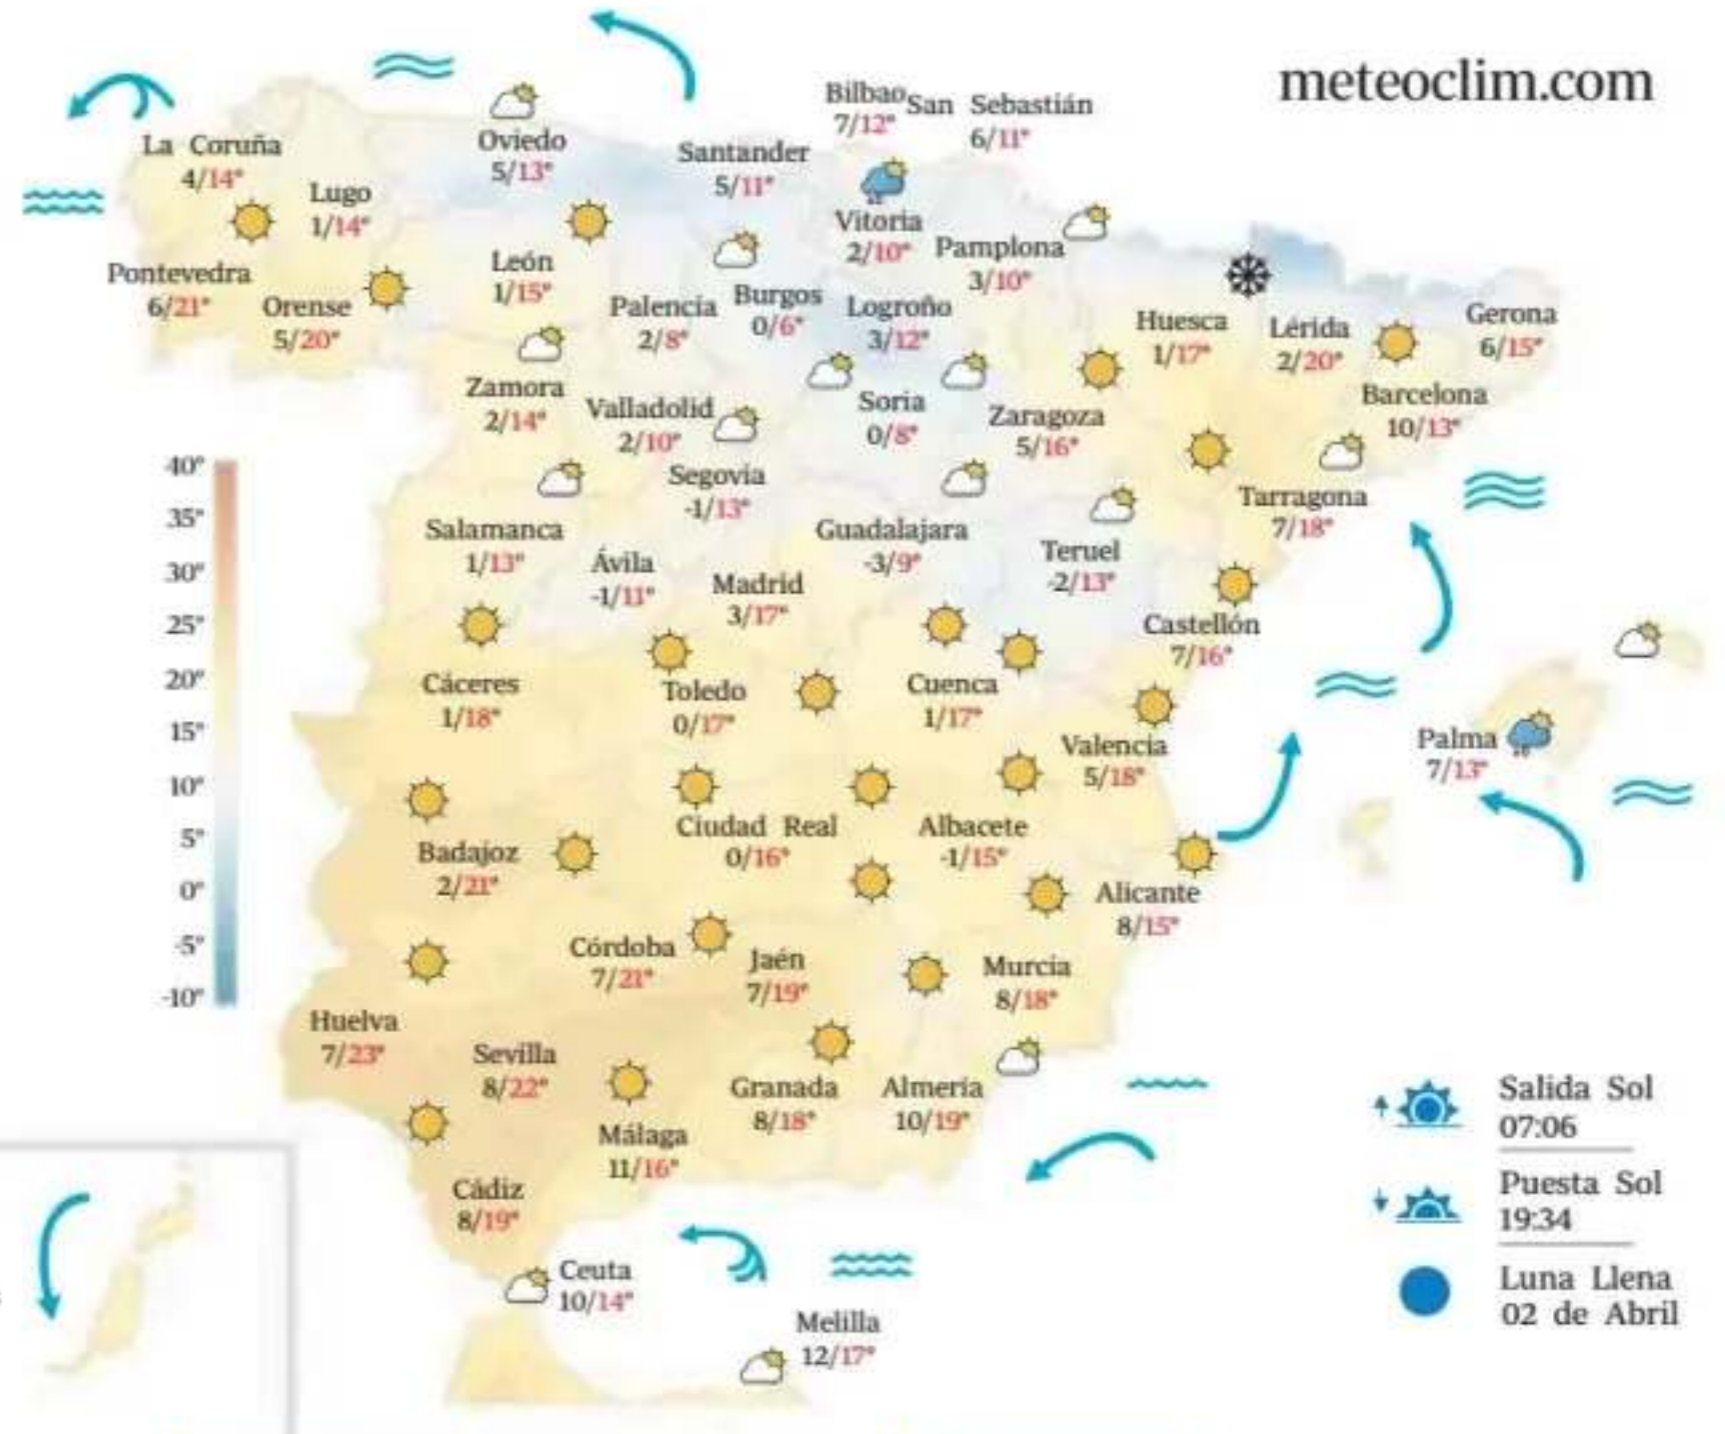 meteoclim.com
Bilbao
7/12°
San Sebastián
6/11°
La Coruña
4/14°
Oviedo
5/13°
Santander
5/11°
Lugo
1/14°
Vitoria
2/10°
Pamplona
3/10°
Pontevedra
6/21°
Orense
5/20°
León
1/15°
Palencia
2/8°
Burgos
0/6°
Logroño
3/12°
Huesca
1/17°
Lérida
2/20°
Gerona
6/15°
Zamora
2/14°
Valladolid
2/10°
Soria
0/8°
Zaragoza
5/16°
Barcelona
10/13°
Segovia
-1/13°
Tarragona
7/18°
Salamanca
1/13°
Ávila
-1/11°
Madrid
3/17°
Guadalajara
-3/9°
Teruel
-2/13°
Castellón
7/16°
Cáceres
1/18°
Toledo
0/17°
Cuenca
1/17°
Valencia
5/18°
Palma
7/13°
Badajoz
2/21°
Ciudad Real
0/16°
Albacete
-1/15°
Alicante
8/15°
Córdoba
7/21°
Jaén
7/19°
Murcia
8/18°
Huelva
7/23°
Sevilla
8/22°
Granada
8/18°
Almería
10/19°
Málaga
11/16°
Cádiz
8/19°
Ceuta
10/14°
Melilla
12/17°
40°
35°
30°
25°
20°
15°
10°
5°
0°
-5°
-10°
Salida Sol
07:06
Puesta Sol
19:34
Luna Llena
02 de Abril